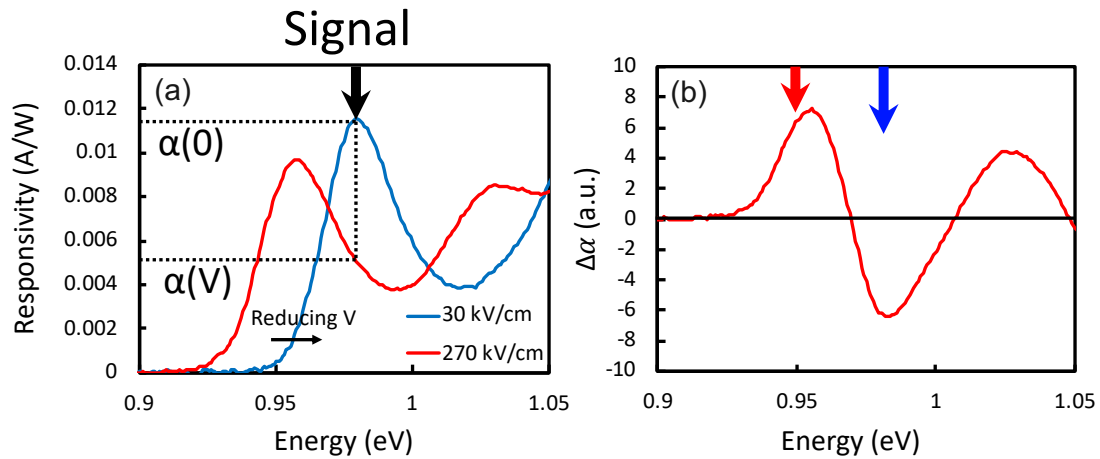 Signal
(a)
Responsivity (A/W)
0.014
0.012
0.01
0.008
0.006
0.004
0.002
0
α(0)
α(V)
Reducing V
30 kV/cm
270 kV/cm
0.9
0.95
1
1.05
Energy (eV)
(b)
Δα (a.u.)
10
8
6
4
2
0
-2
-4
-6
-8
-10
0.9
0.95
1
1.05
Energy (eV)